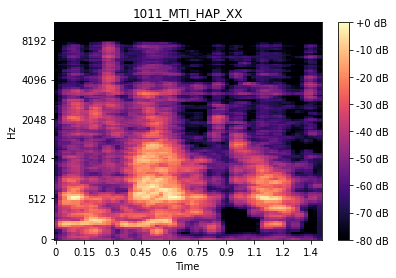 1011_MTI_HAP_XX
+0 dB
8192
-10 dB
4096
-20 dB
-30 dB
2048
Hz
-40 dB
1024
-50 dB
-60 dB
512
-70 dB
0
-80 dB
0 0.15 0.3 0.45 0.6 0.75 0.9 1.1 1.2 1.4
Time